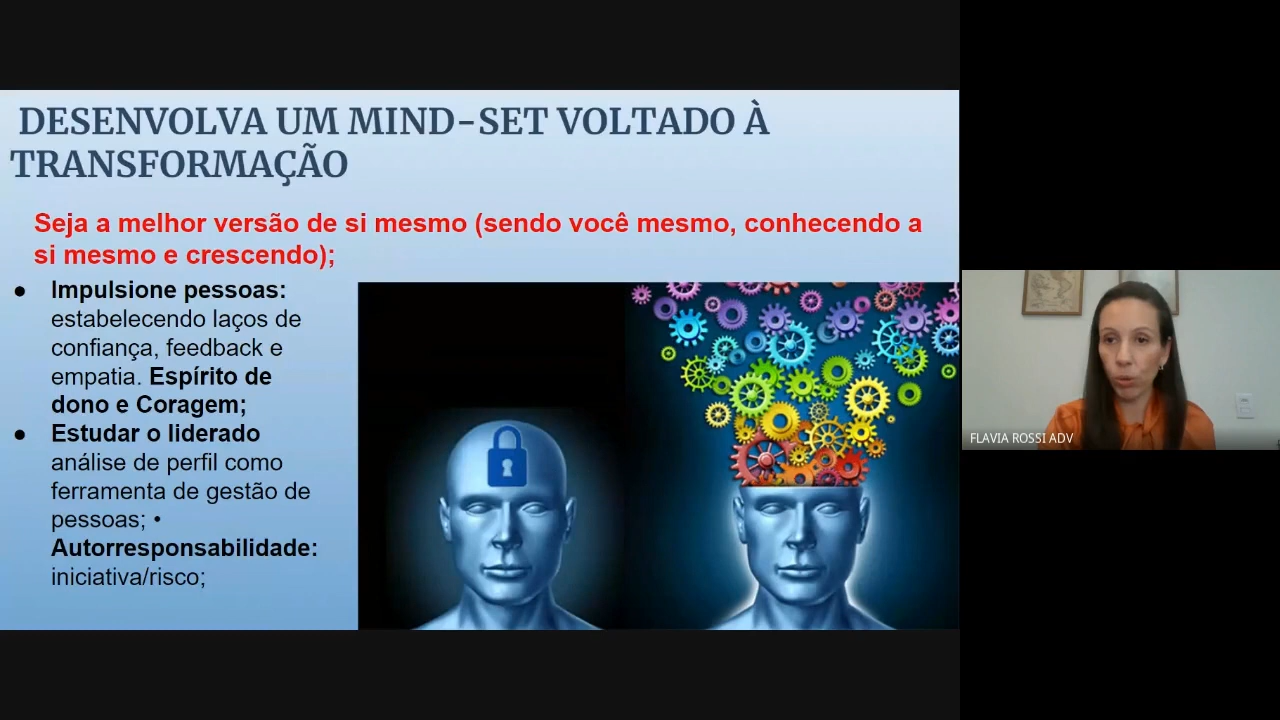 DESENVOLVA UM MIND-SET VOLTADO À
TRANSFORMAÇÃO
Seja a melhor versão de si mesmo (sendo você mesmo, conhecendo a
si mesmo e crescendo);
● Impulsione pessoas:
estabelecendo laços de
confiança, feedback e
empatia. Espírito de
dono e Coragem;
● Estudar o liderado
análise de perfil como
ferramenta de gestão de
pessoas; •
Autorresponsabilidade:
iniciativa/risco;
FLAVIA ROSSI ADV